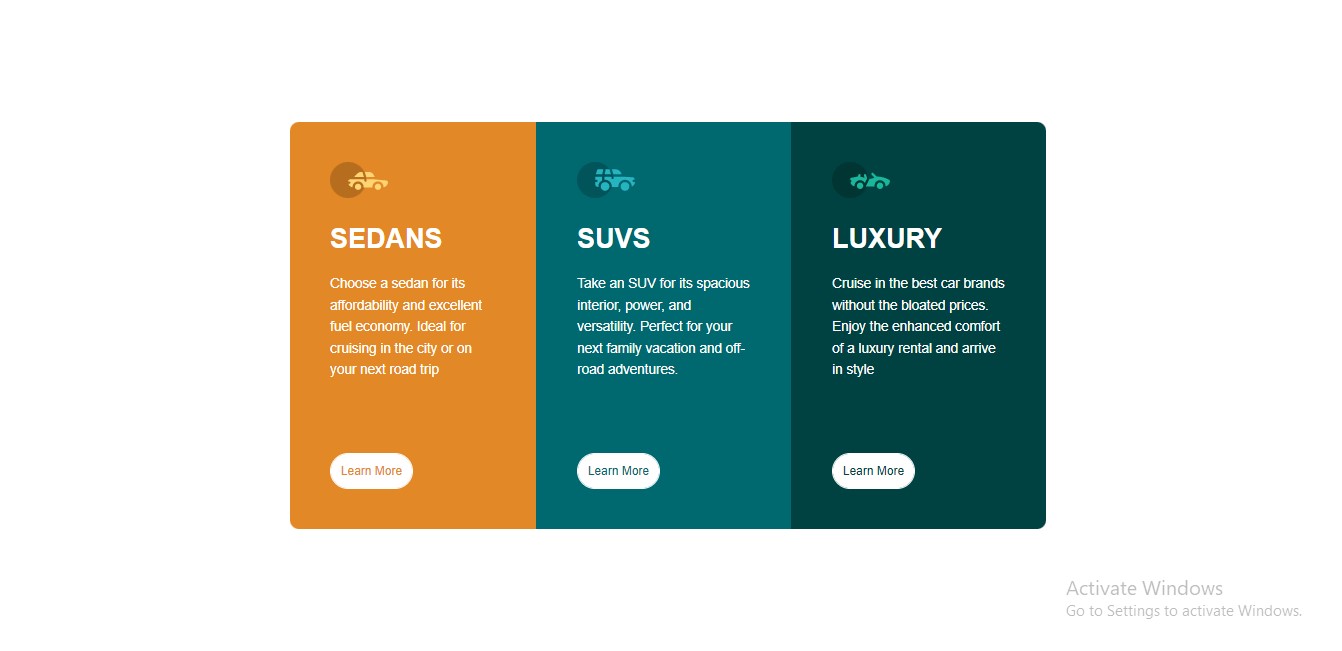 SEDANS
Choose a sedan for its
affordability and excellent
fuel economy. Ideal for
cruising in the city or on
your next road trip
Learn More
SUVS
Take an SUV for its spacious
interior, power, and
versatility. Perfect for your
next family vacation and off-
road adventures.
Learn More
LUXURY
Cruise in the best car brands
without the bloated prices.
Enjoy the enhanced comfort
of a luxury rental and arrive
in style
Learn More
Activate Windows
Go to Settings to activate Windows.